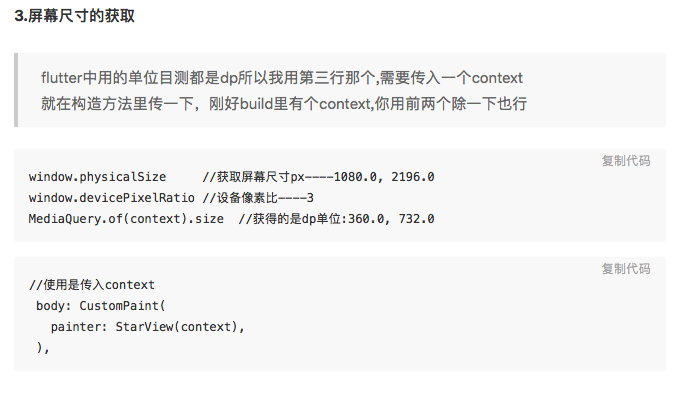 3.屏幕尺寸的获取
flutter中用的单位目测都是dp所以我用第三行那个,需要传入一个context
就在构造方法里传一下，刚好build里有个context,你用前两个除一下也行
复制代码
window.physicalSize     //获取屏幕尺寸px----1080.0, 2196.0
window.devicePixelRatio //设备像素比----3
MediaQuery.of(context).size  //获得的是dp单位:360.0, 732.0
复制代码
//使用是传入context
 body: CustomPaint(
   painter: StarView(context),
 ),